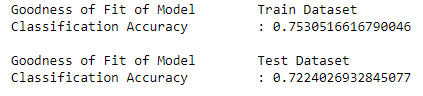 Goodness of Fit of Model Train Dataset
Classification Accuracy : 0.7530516616790046
Goodness of Fit of Model Test Dataset
Classification Accuracy : 0.7224026932845077